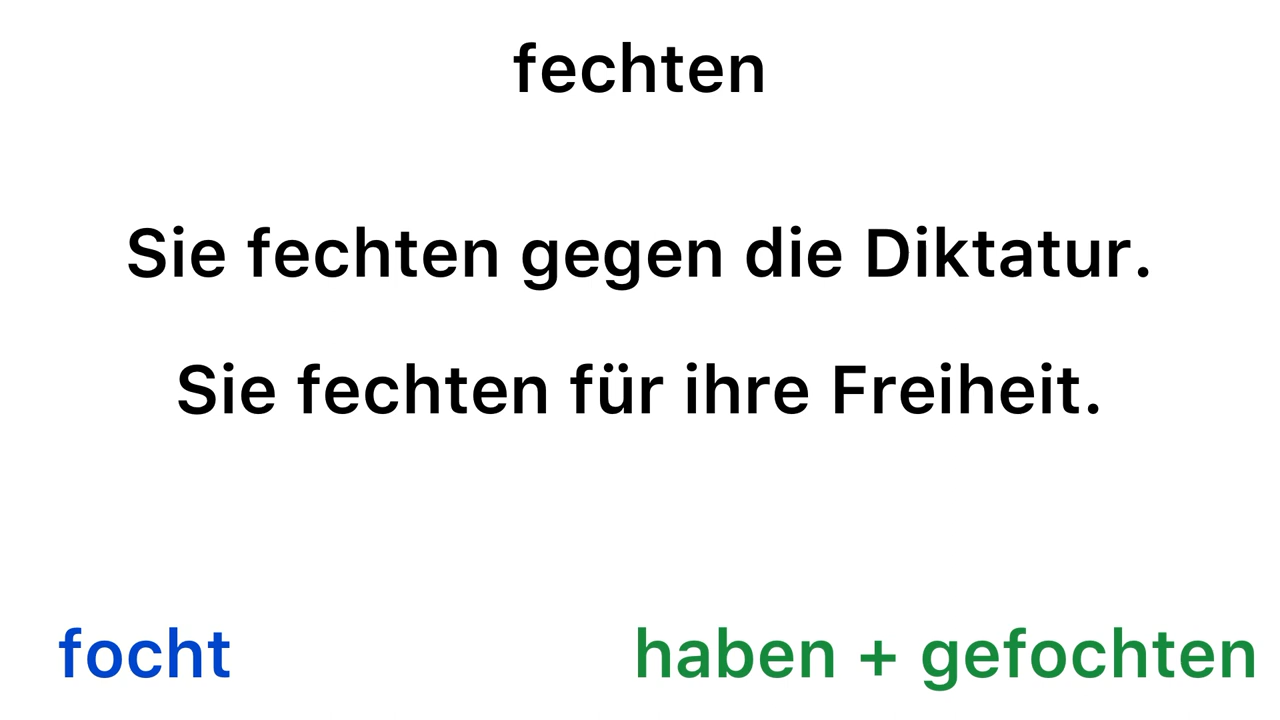 fechten
Sie fechten gegen die Diktatur.
Sie fechten für ihre Freiheit.
focht
haben + gefochten